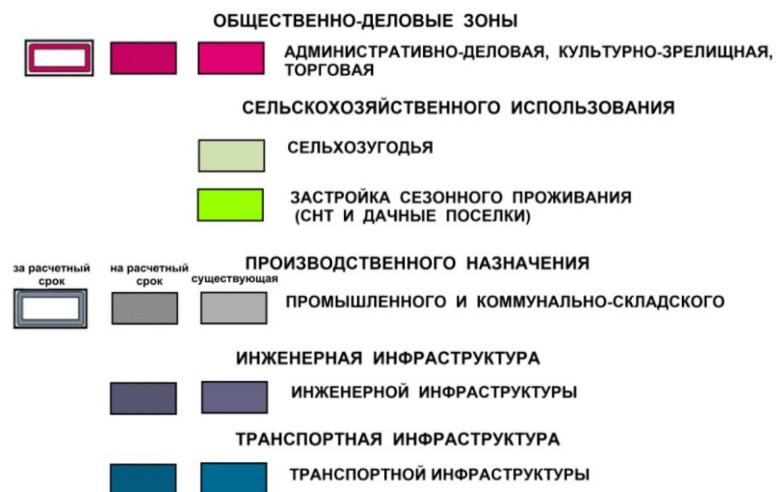 ОБЩЕСТВЕННО-ДЕЛОВЫЕ ЗОНЫ
АДМИНИСТРАТИВНО-ДЕЛОВАЯ, КУЛЬТУРНО-ЗРЕЛИЩНАЯ,
ТОРГОВАЯ
СЕЛЬСКОХОЗЯЙСТВЕННОГО ИСПОЛЬЗОВАНИЯ
СЕЛЬХОЗУГОДЬЯ
ЗАСТРОЙКА СЕЗОННОГО ПРОЖИВАНИЯ
(СНТ И ДАЧНЫЕ ПОСЕЛКИ)
ПРОИЗВОДСТВЕННОГО НАЗНАЧЕНИЯ
за расчетный
срок
на расчетный
срок
существующая
ПРОМЫШЛЕННОГО И КОММУНАЛЬНО-СКЛАДСКОГО
ИНЖЕНЕРНАЯ ИНФРАСТРУКТУРА
ИНЖЕНЕРНОЙ ИНФРАСТРУКТУРЫ
ТРАНСПОРТНАЯ ИНФРАСТРУКТУРА
ТРАНСПОРТНОЙ ИНФРАСТРУКТУРЫ